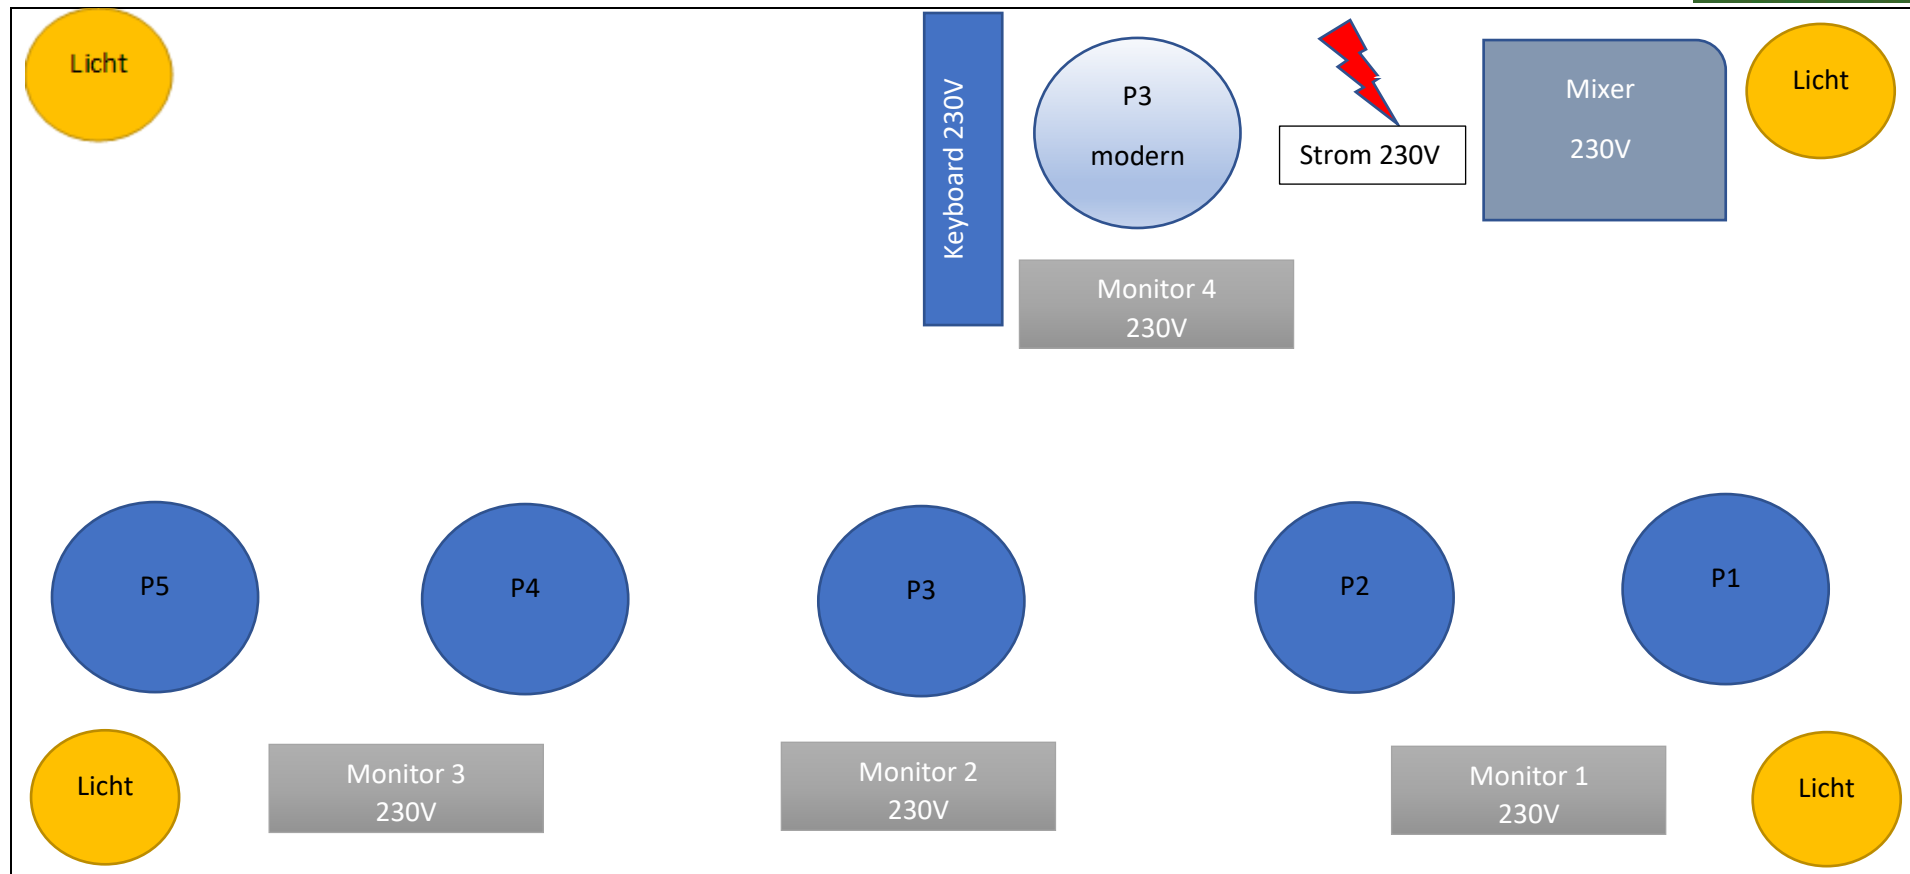 Licht
Keyboard 230V
P3
modern
Strom 230V
Mixer
230V
Licht
Monitor 4
230V
P5
P4
P3
P2
P1
Licht
Monitor 3
230V
Monitor 2
230V
Monitor 1
230V
Licht